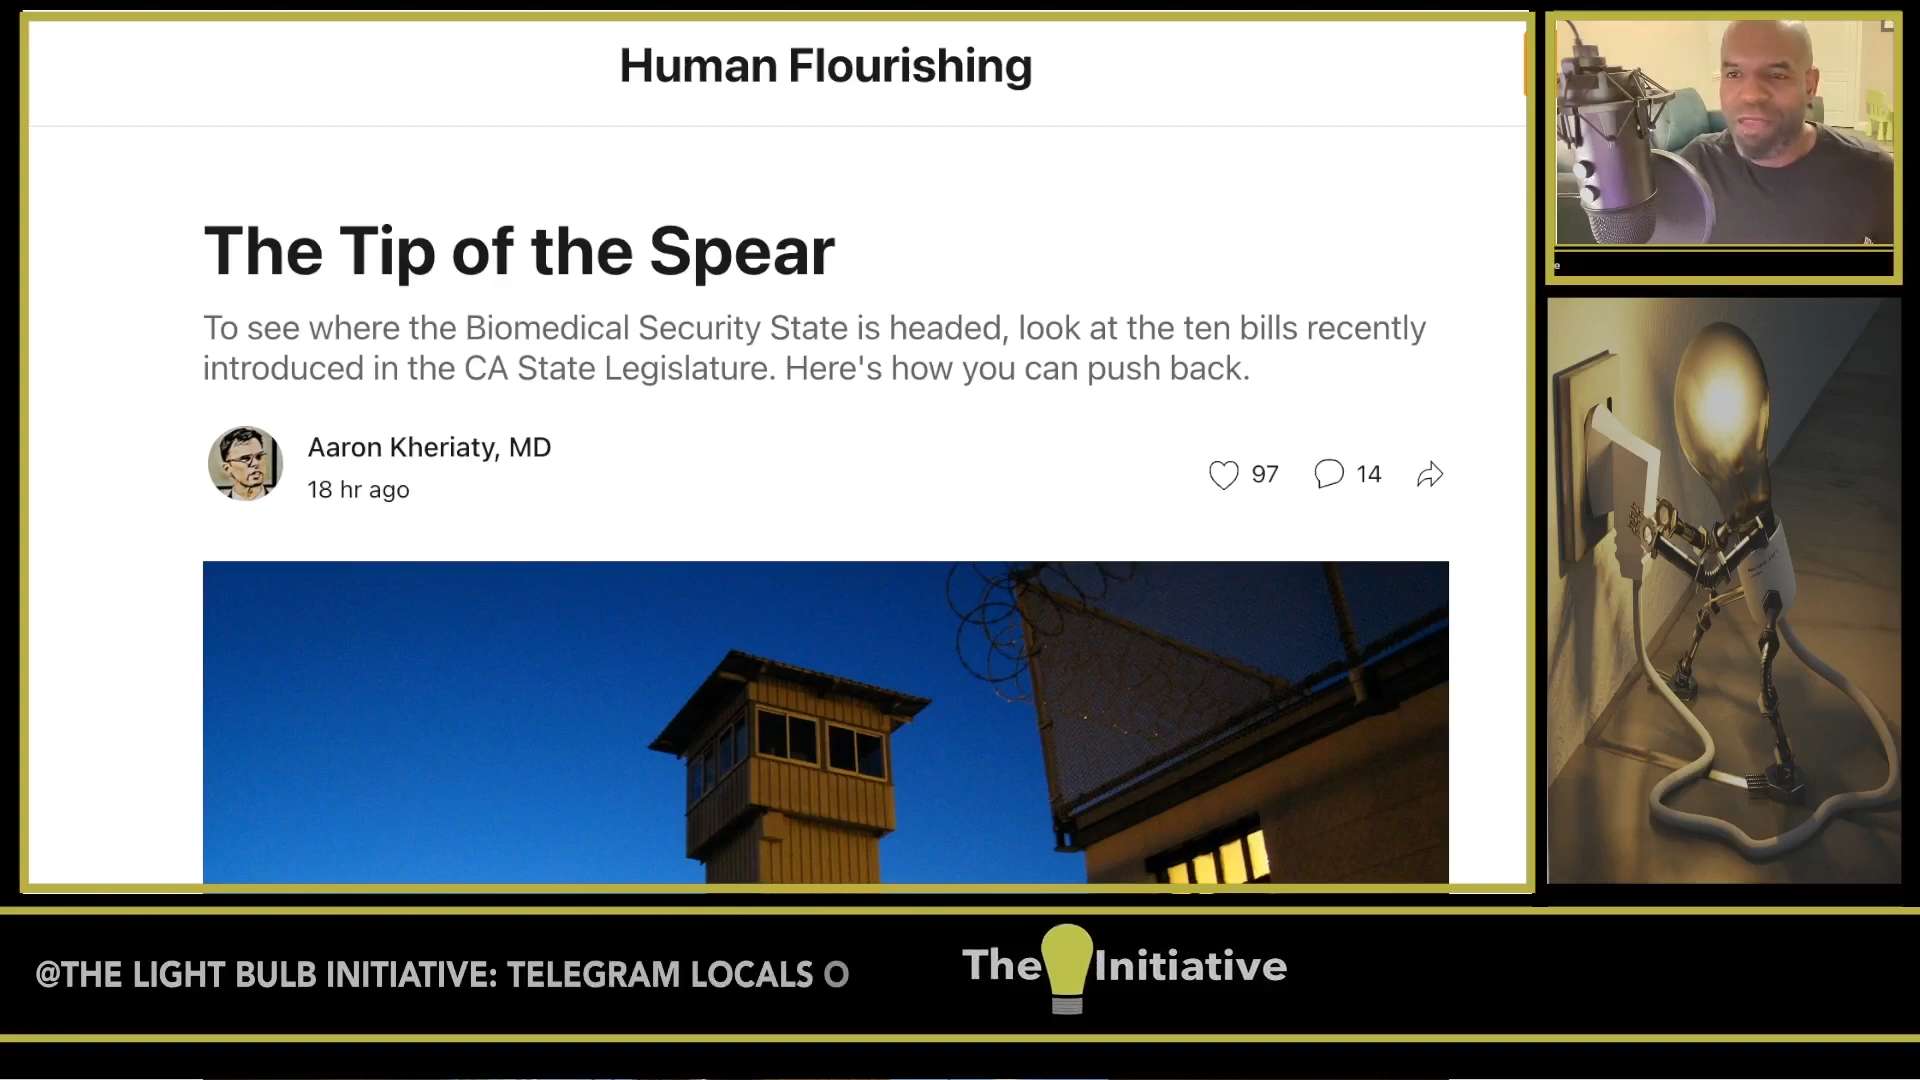 Human Flourishing
The Tip of the Spear
To see where the Biomedical Security State is headed, look at the ten bills recently
introduced in the CA State Legislature. Here's how you can push back.
Aaron Kheriaty, MD
18 hr ago
97
14
e
@THE LIGHT BULB INITIATIVE: TELEGRAM LOCALS O
The Initiative